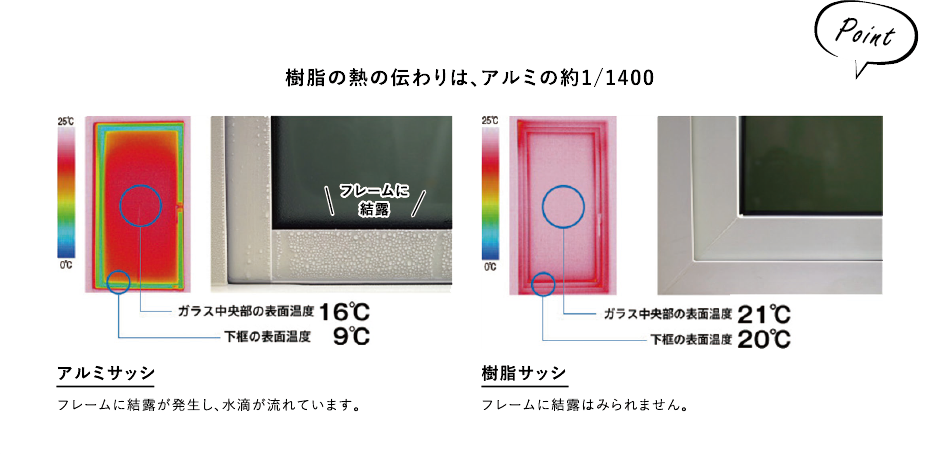 Point
樹脂の熱の伝わりは、アルミの約1/1400
25℃
0℃
フレームに
結露
ガラス中央部の表面温度 16℃
下框の表面温度 9℃
アルミサッシ
フレームに結露が発生し、水滴が流れています。
25℃
0℃
ガラス中央部の表面温度 21℃
下框の表面温度 20℃
樹脂サッシ
フレームに結露はみられません。